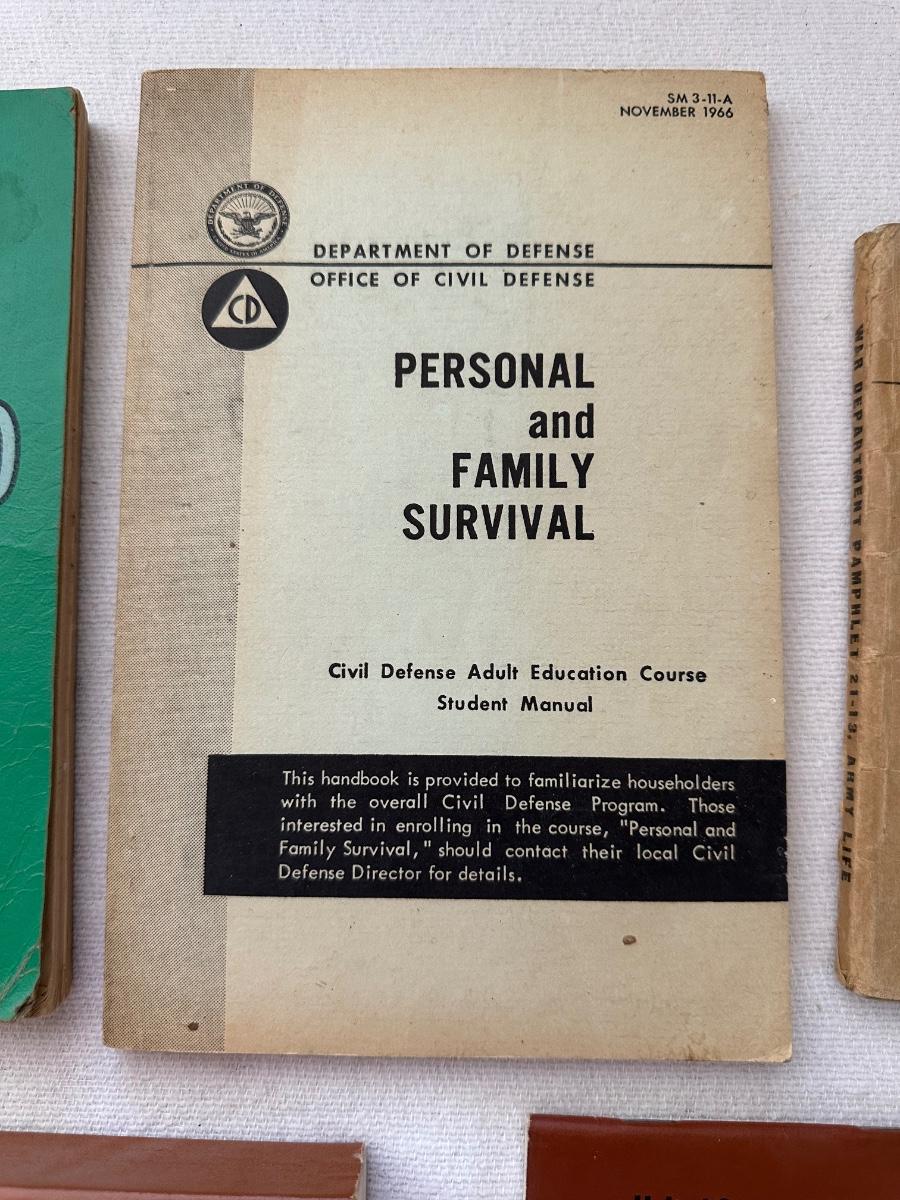 SM 3-11-A
NOVEMBER 1966
DEPARTMENT OF DEFENSE
DEPARTMENT OF DEFENSE
OFFICE OF CIVIL DEFENSE
CD
PERSONAL
and
FAMILY
SURVIVAL
Civil Defense Adult Education Course
Student Manual
This handbook is provided to familiarize householders
with the overall Civil Defense Program. Those
interested in enrolling in the course, "Personal and
Family Survival," should contact their local Civil
Defense Director for details.
WAR DEPARTMENT PAMPHLET 21-13, ARMY LIFE